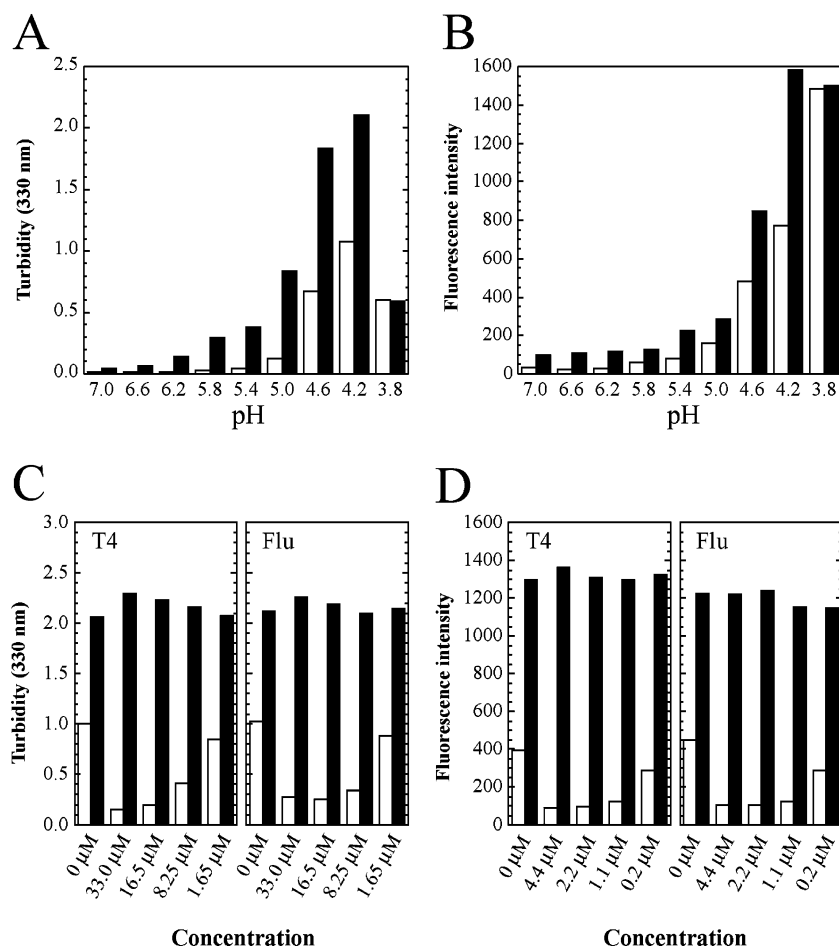 A
Turbidity (330 nm)
2.5
2.0
1.5
1.0
0.5
0.0
7.0 6.6 6.2 5.8 5.4 5.0 4.6 4.2 3.8
pH
B
Fluorescence intensity
1600
1400
1200
1000
800
600
400
200
0
7.0 6.6 6.2 5.8 5.4 5.0 4.6 4.2 3.8
pH
C
Turbidity (330 nm)
3.0
2.5
2.0
1.5
1.0
0.5
0.0
T4
Flu
0 µM 33.0 µM 16.5 µM 8.25 µM 1.65 µM
0 µM 33.0 µM 16.5 µM 8.25 µM 1.65 µM
Concentration
D
Fluorescence intensity
1600
1400
1200
1000
800
600
400
200
0
T4
Flu
0 µM 4.4 µM 2.2 µM 1.1 µM 0.2 µM
0 µM 4.4 µM 2.2 µM 1.1 µM 0.2 µM
Concentration